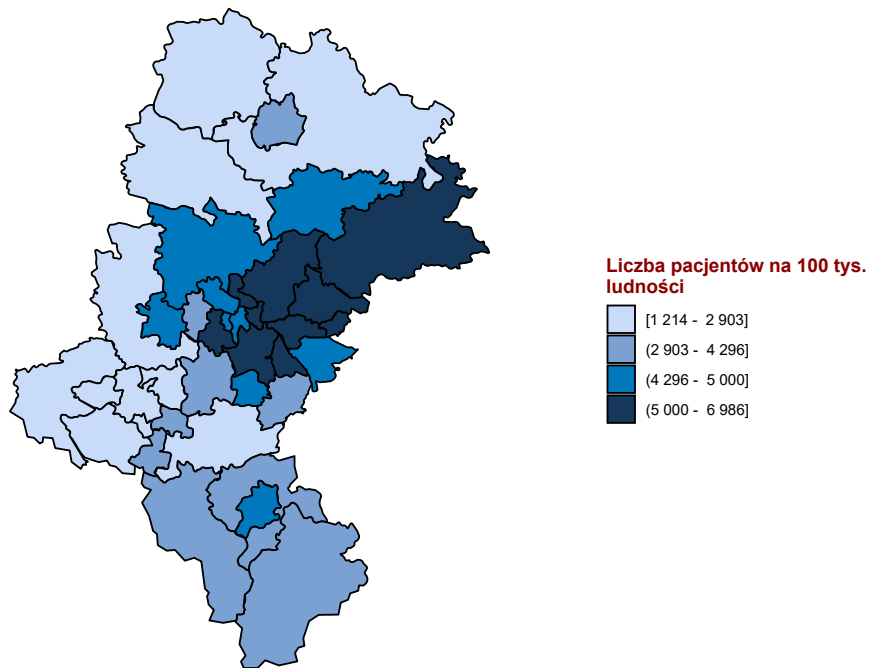 Liczba pacjentów na 100 tys.
ludności
[1 214 - 2 903]
(2 903 - 4 296]
(4 296 - 5 000]
(5 000 - 6 986]